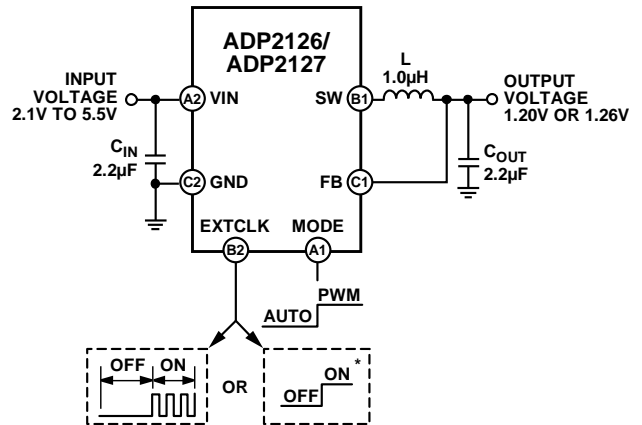 ADP2126/
ADP2127
INPUT
VOLTAGE
2.1V TO 5.5V
A2 VIN
CIN
2.2µF
C2 GND
SW B1
L
1.0µH
OUTPUT
VOLTAGE
1.20V OR 1.26V
FB C1
COUT
2.2µF
EXTCLK MODE
B2 A1
AUTO PWM
OFF ON
OR
OFF ON*